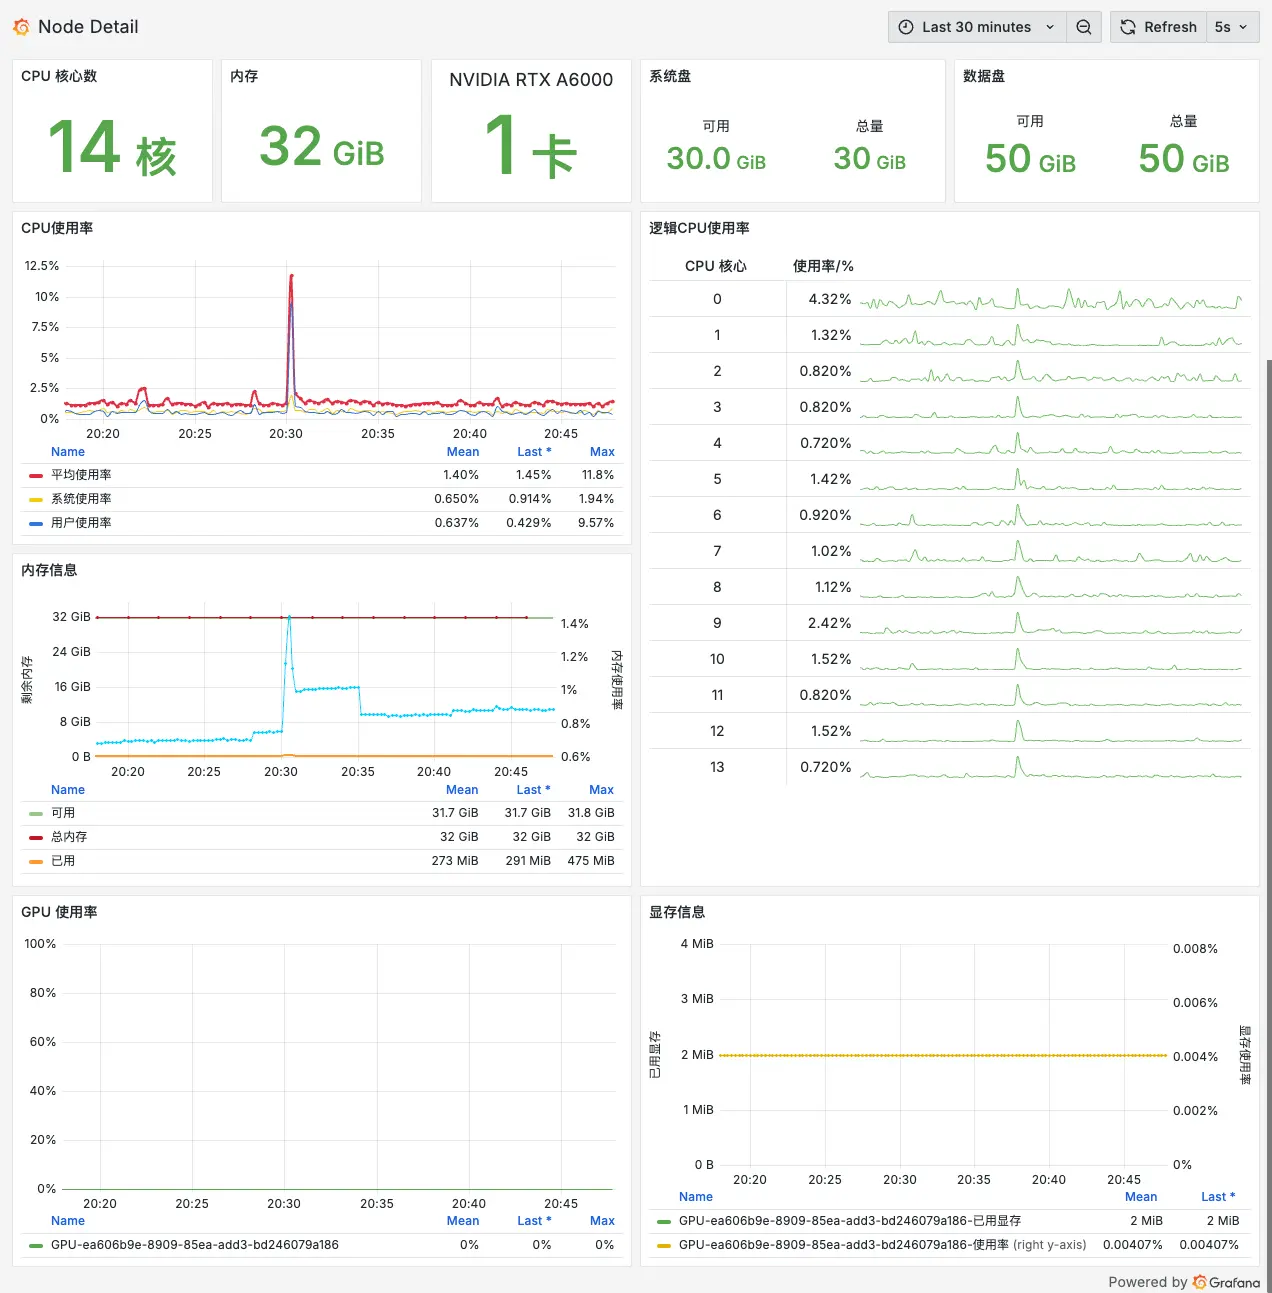 Node Detail
Last 30 minutes
Refresh
5s
CPU 核心数
14 核
内存
32 GiB
NVIDIA RTX A6000
1 卡
系统盘
可用
总量
30.0 GiB
30 GiB
数据盘
可用
总量
50 GiB
50 GiB
CPU使用率
12.5%
10%
7.5%
5%
2.5%
0%
20:20 20:25 20:30 20:35 20:40 20:45
Name Mean Last * Max
平均使用率 1.40% 1.45% 11.8%
系统使用率 0.650% 0.914% 1.94%
用户使用率 0.637% 0.429% 9.57%
逻辑CPU使用率
CPU 核心 使用率/%
0 4.32%
1 1.32%
2 0.820%
3 0.820%
4 0.720%
5 1.42%
6 0.920%
7 1.02%
8 1.12%
9 2.42%
10 1.52%
11 0.820%
12 1.52%
13 0.720%
内存信息
剩余内存
32 GiB
24 GiB
16 GiB
8 GiB
0 B
1.4%
1.2%
1%
0.8%
0.6%
内存使用率
20:20 20:25 20:30 20:35 20:40 20:45
Name Mean Last * Max
可用 31.7 GiB 31.7 GiB 31.8 GiB
总内存 32 GiB 32 GiB 32 GiB
已用 273 MiB 291 MiB 475 MiB
GPU 使用率
100%
80%
60%
40%
20%
0%
20:20 20:25 20:30 20:35 20:40 20:45
Name Mean Last * Max
GPU-ea606b9e-8909-85ea-add3-bd246079a186 0% 0% 0%
显存信息
已用显存
4 MiB
3 MiB
2 MiB
1 MiB
0 B
0.008%
0.006%
0.004%
0.002%
0%
显存使用率
20:20 20:25 20:30 20:35 20:40 20:45
Name Mean Last *
GPU-ea606b9e-8909-85ea-add3-bd246079a186-已用显存 2 MiB 2 MiB
GPU-ea606b9e-8909-85ea-add3-bd246079a186-使用率 (right y-axis) 0.00407% 0.00407%
Powered by Grafana